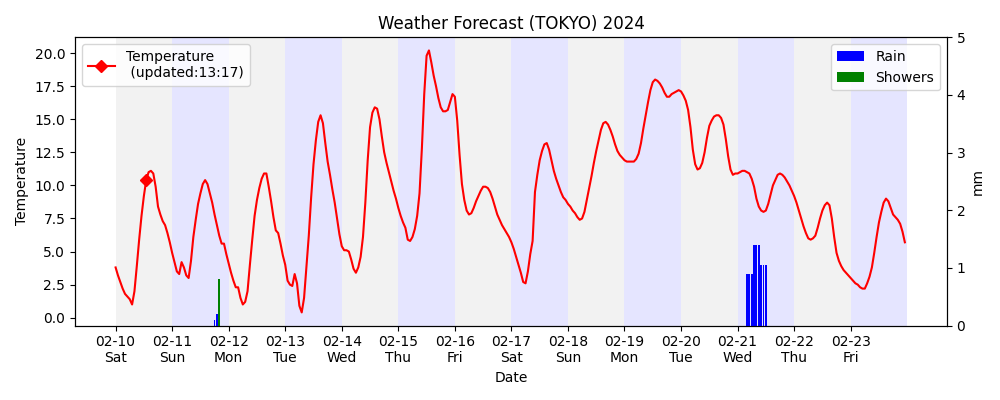 Weather Forecast (TOKYO) 2024
Temperature
(updated:13:17)
Rain
Showers
Temperature
20.0
17.5
15.0
12.5
10.0
7.5
5.0
2.5
0.0
5
4
3
2
1
0
mm
02-10 02-11 02-12 02-13 02-14 02-15 02-16 02-17 02-18 02-19 02-20 02-21 02-22 02-23
Sat Sun Mon Tue Wed Thu Fri Sat Sun Mon Tue Wed Thu Fri
Date